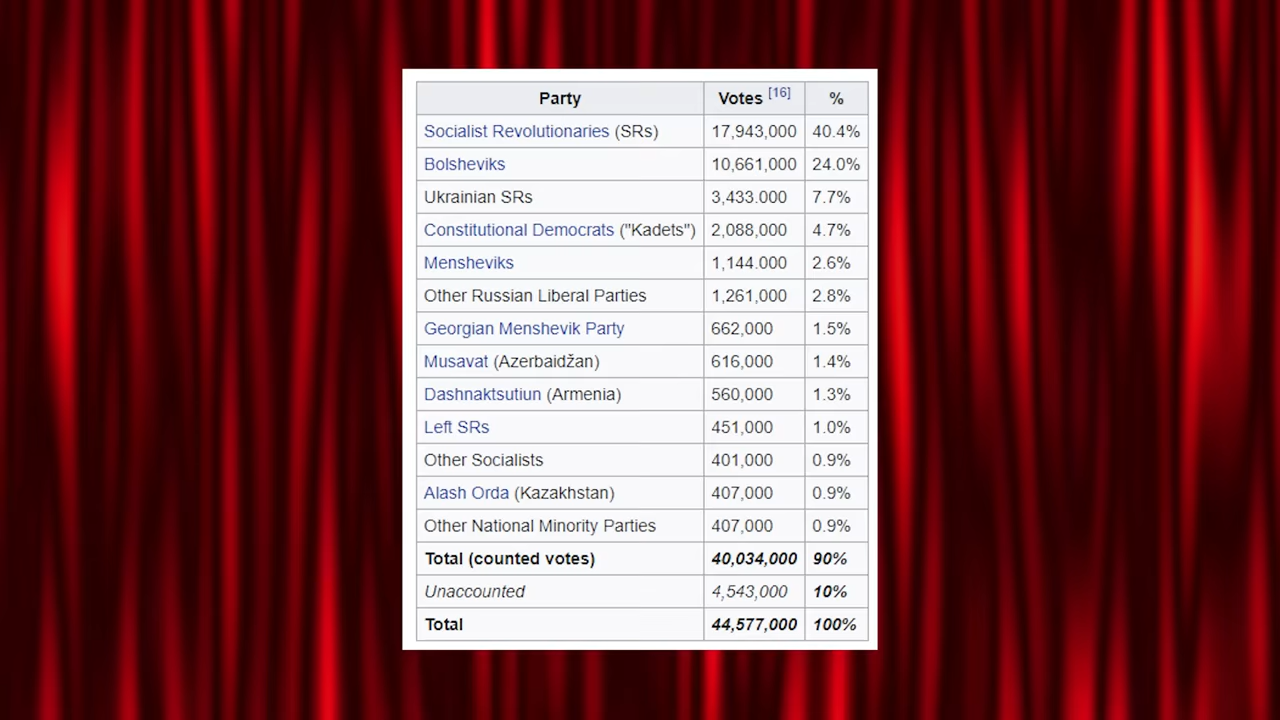 Party Votes [16] %
Socialist Revolutionaries (SRs) 17,943,000 40.4%
Bolsheviks 10,661,000 24.0%
Ukrainian SRs 3,433.000 7.7%
Constitutional Democrats ("Kadets") 2,088,000 4.7%
Mensheviks 1,144.000 2.6%
Other Russian Liberal Parties 1,261,000 2.8%
Georgian Menshevik Party 662,000 1.5%
Musavat (Azerbaidžan) 616,000 1.4%
Dashnaktsutiun (Armenia) 560,000 1.3%
Left SRs 451,000 1.0%
Other Socialists 401,000 0.9%
Alash Orda (Kazakhstan) 407,000 0.9%
Other National Minority Parties 407,000 0.9%
Total (counted votes) 40,034,000 90%
Unaccounted 4,543,000 10%
Total 44,577,000 100%